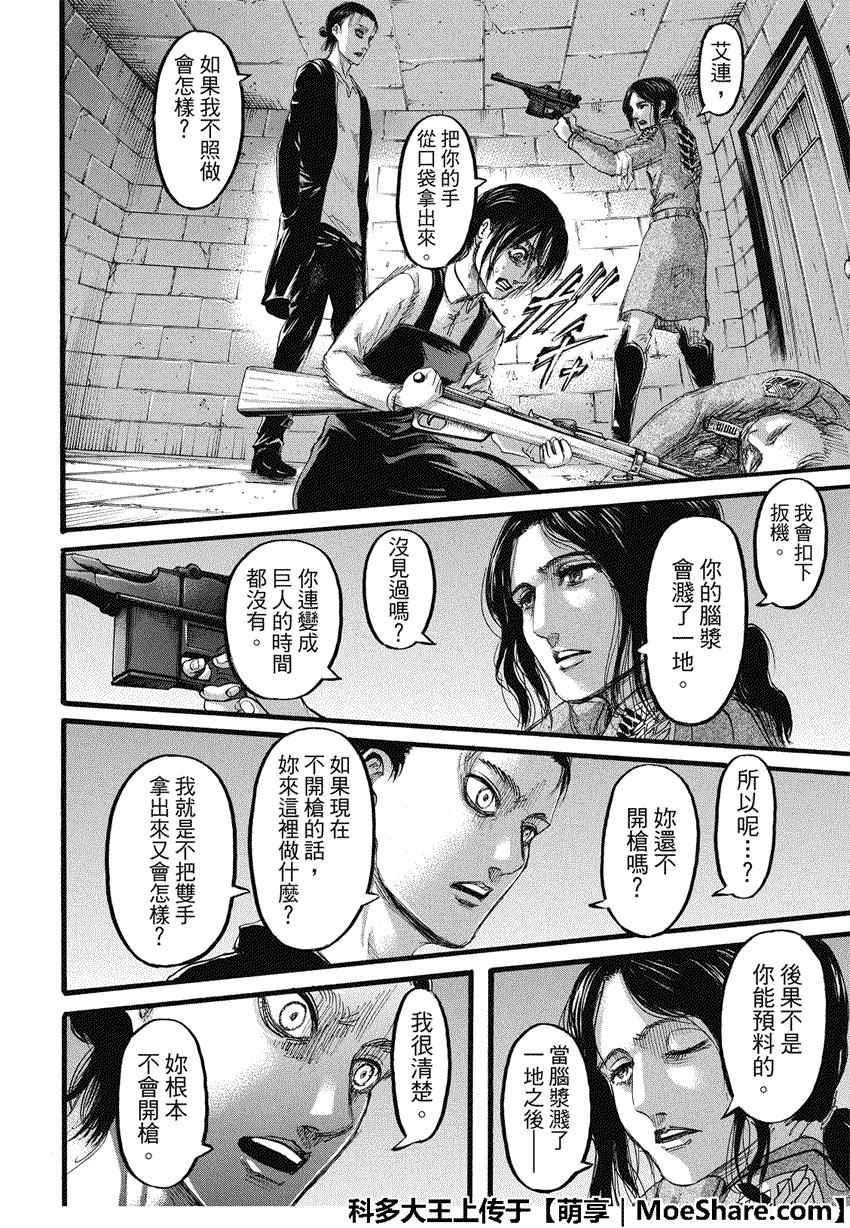 艾連，
把你的手
從口袋拿出來。
如果我不照做
會怎樣？
我會扣下
扳機。
你的腦漿
會濺了一地。
沒見過嗎？
你連變成
巨人的時間
都沒有。
所以呢…？
妳還不
開槍嗎？
如果現在
不開槍的話，
妳來這裡做什麼？
我就是不把雙手
拿出來又會怎樣？
後果不是
你能預料的。
當腦漿濺了
一地之後——
我很清楚。
妳根本
不會開槍。
科多大王上传于【萌享｜MoeShare.com】